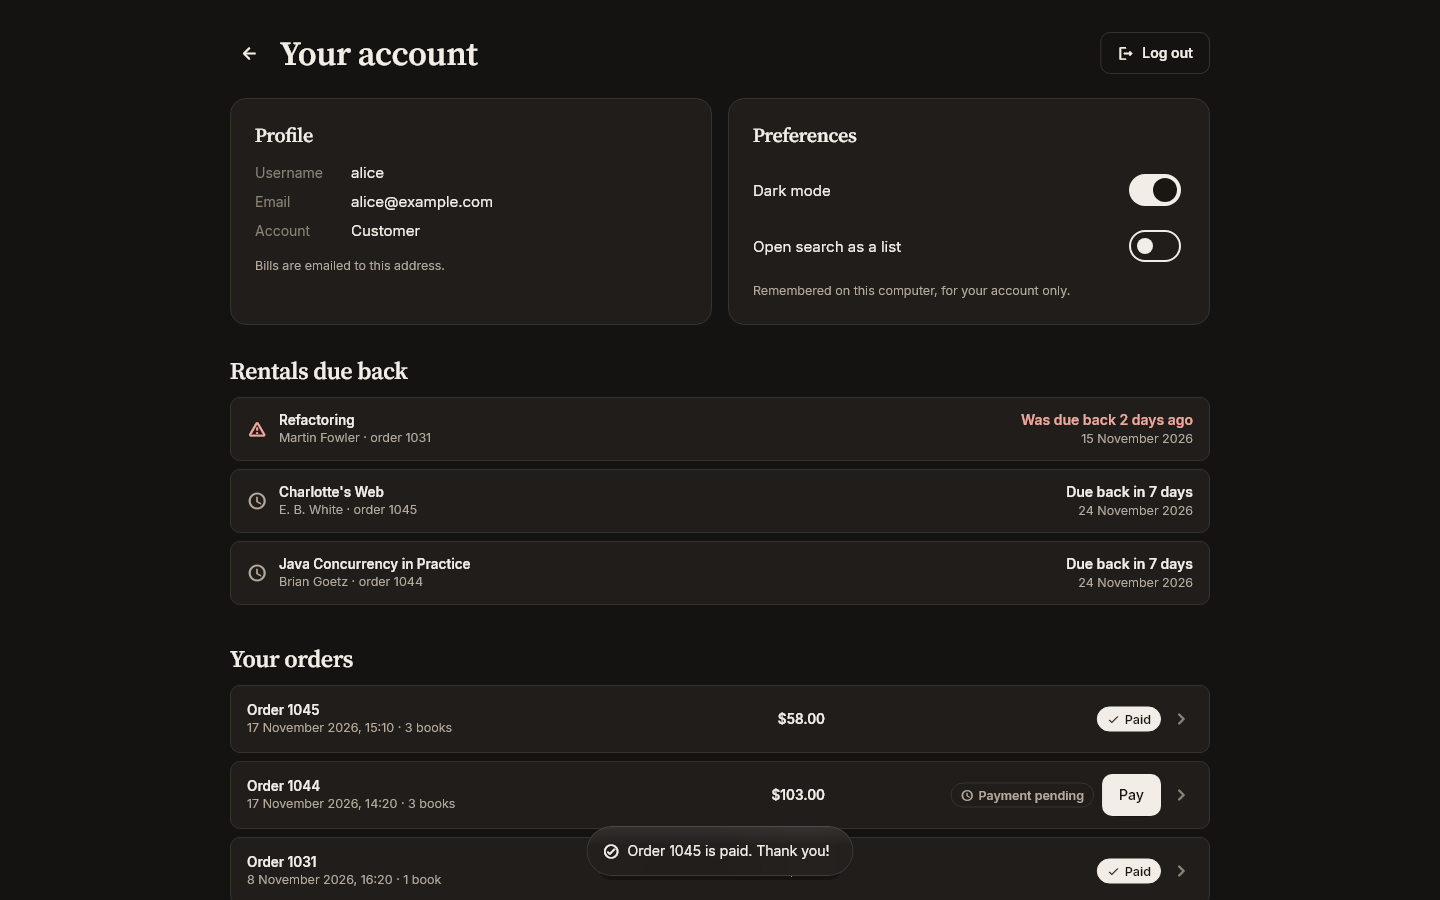 Your account
Log out
Profile
Username alice
Email alice@example.com
Account Customer
Bills are emailed to this address.
Preferences
Dark mode
Open search as a list
Remembered on this computer, for your account only.
Rentals due back
Refactoring
Martin Fowler · order 1031
Was due back 2 days ago
15 November 2026
Charlotte's Web
E. B. White · order 1045
Due back in 7 days
24 November 2026
Java Concurrency in Practice
Brian Goetz · order 1044
Due back in 7 days
24 November 2026
Your orders
Order 1045
17 November 2026, 15:10 · 3 books
$58.00
Paid
Order 1044
17 November 2026, 14:20 · 3 books
$103.00
Payment pending
Pay
Order 1031
8 November 2026, 16:20 · 1 book
Paid
Order 1045 is paid. Thank you!